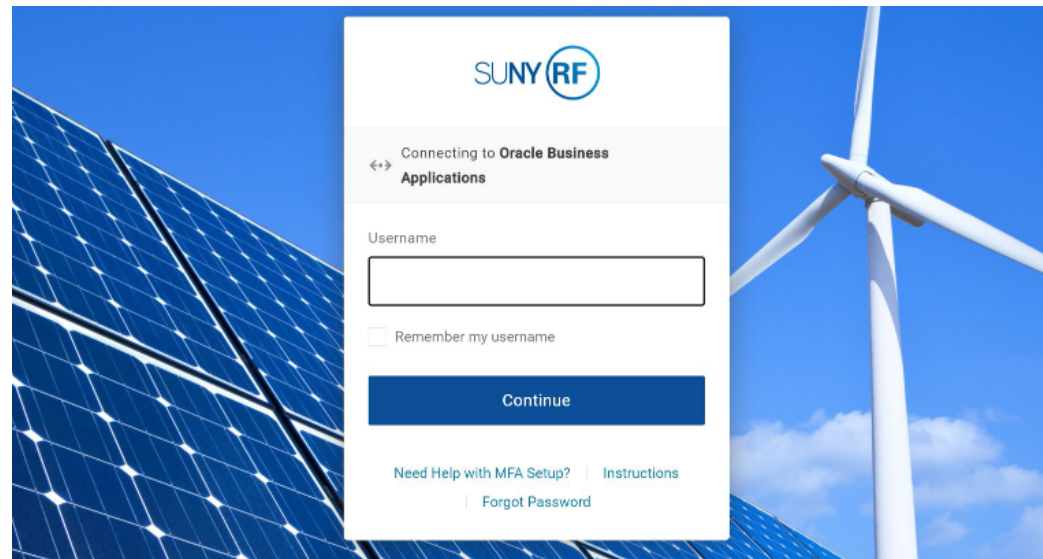 SUNY RF
Connecting to Oracle Business
Applications
Username
Remember my username
Continue
Need Help with MFA Setup? Instructions
Forgot Password